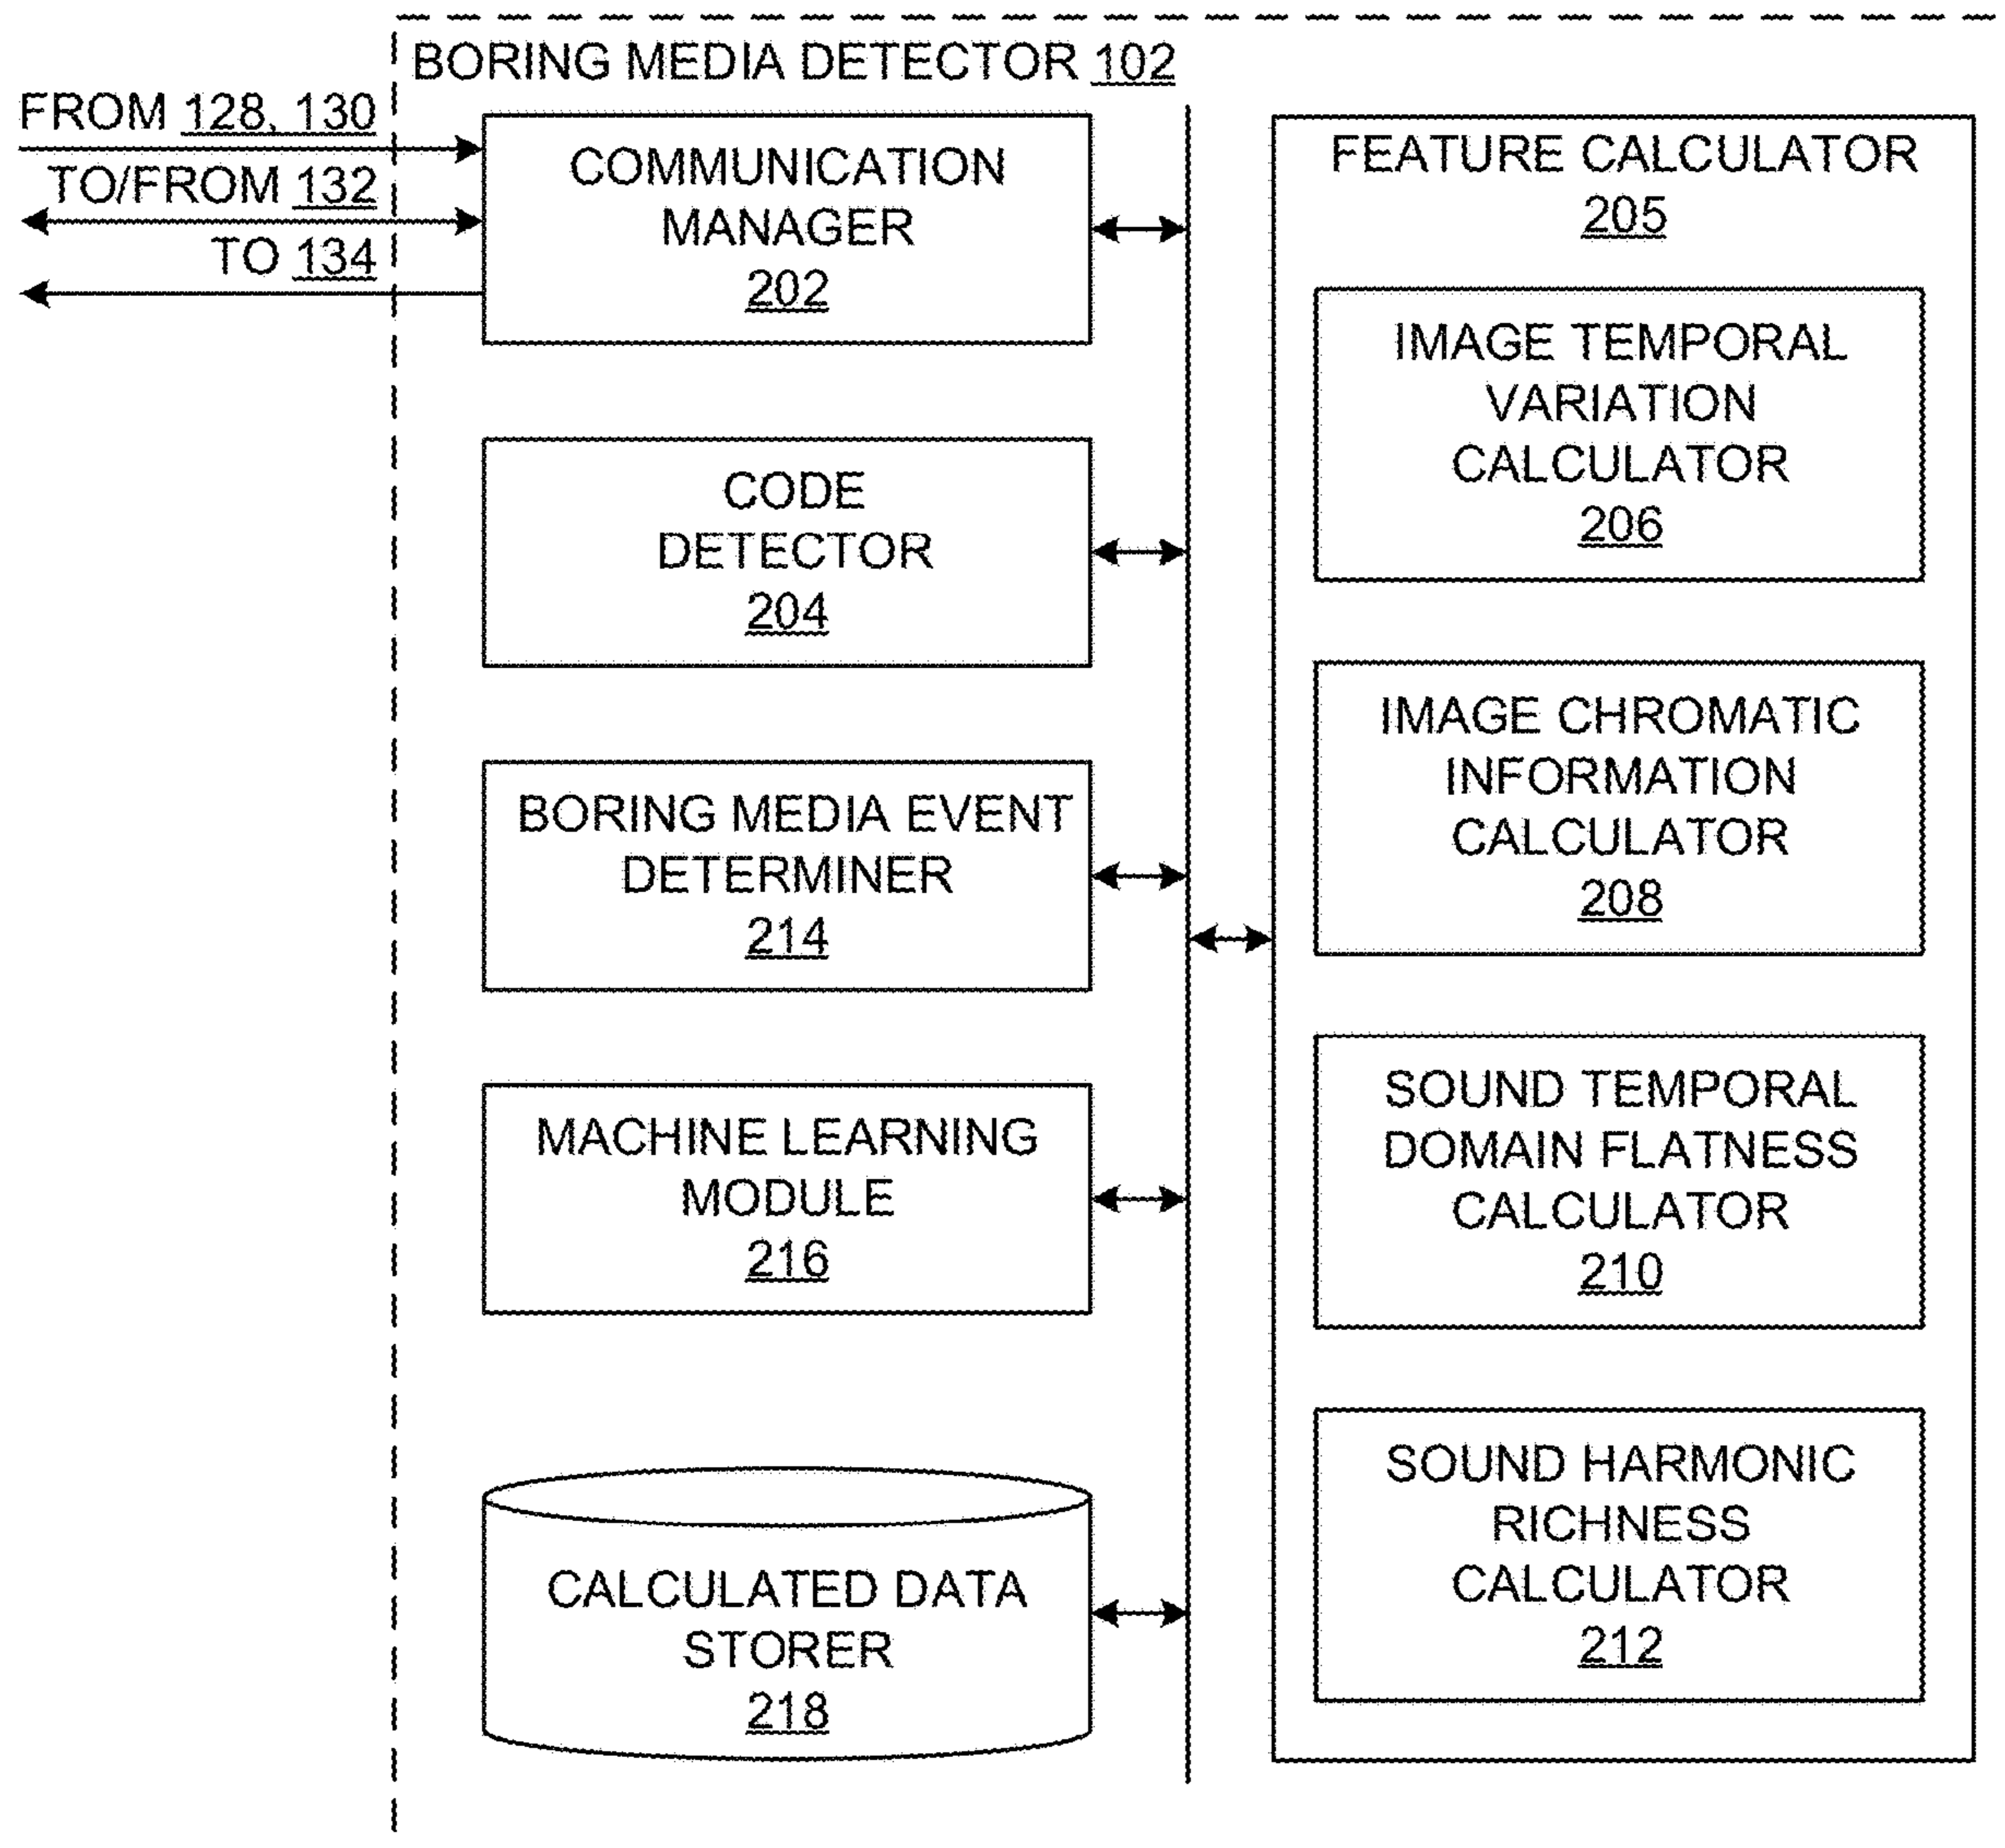 BORING MEDIA DETECTOR 102
FROM 128, 130
TO/FROM 132
TO 134
COMMUNICATION
MANAGER
202
CODE
DETECTOR
204
BORING MEDIA EVENT
DETERMINER
214
MACHINE LEARNING
MODULE
216
CALCULATED DATA
STORER
218
FEATURE CALCULATOR
205
IMAGE TEMPORAL
VARIATION
CALCULATOR
206
IMAGE CHROMATIC
INFORMATION
CALCULATOR
208
SOUND TEMPORAL
DOMAIN FLATNESS
CALCULATOR
210
SOUND HARMONIC
RICHNESS
CALCULATOR
212